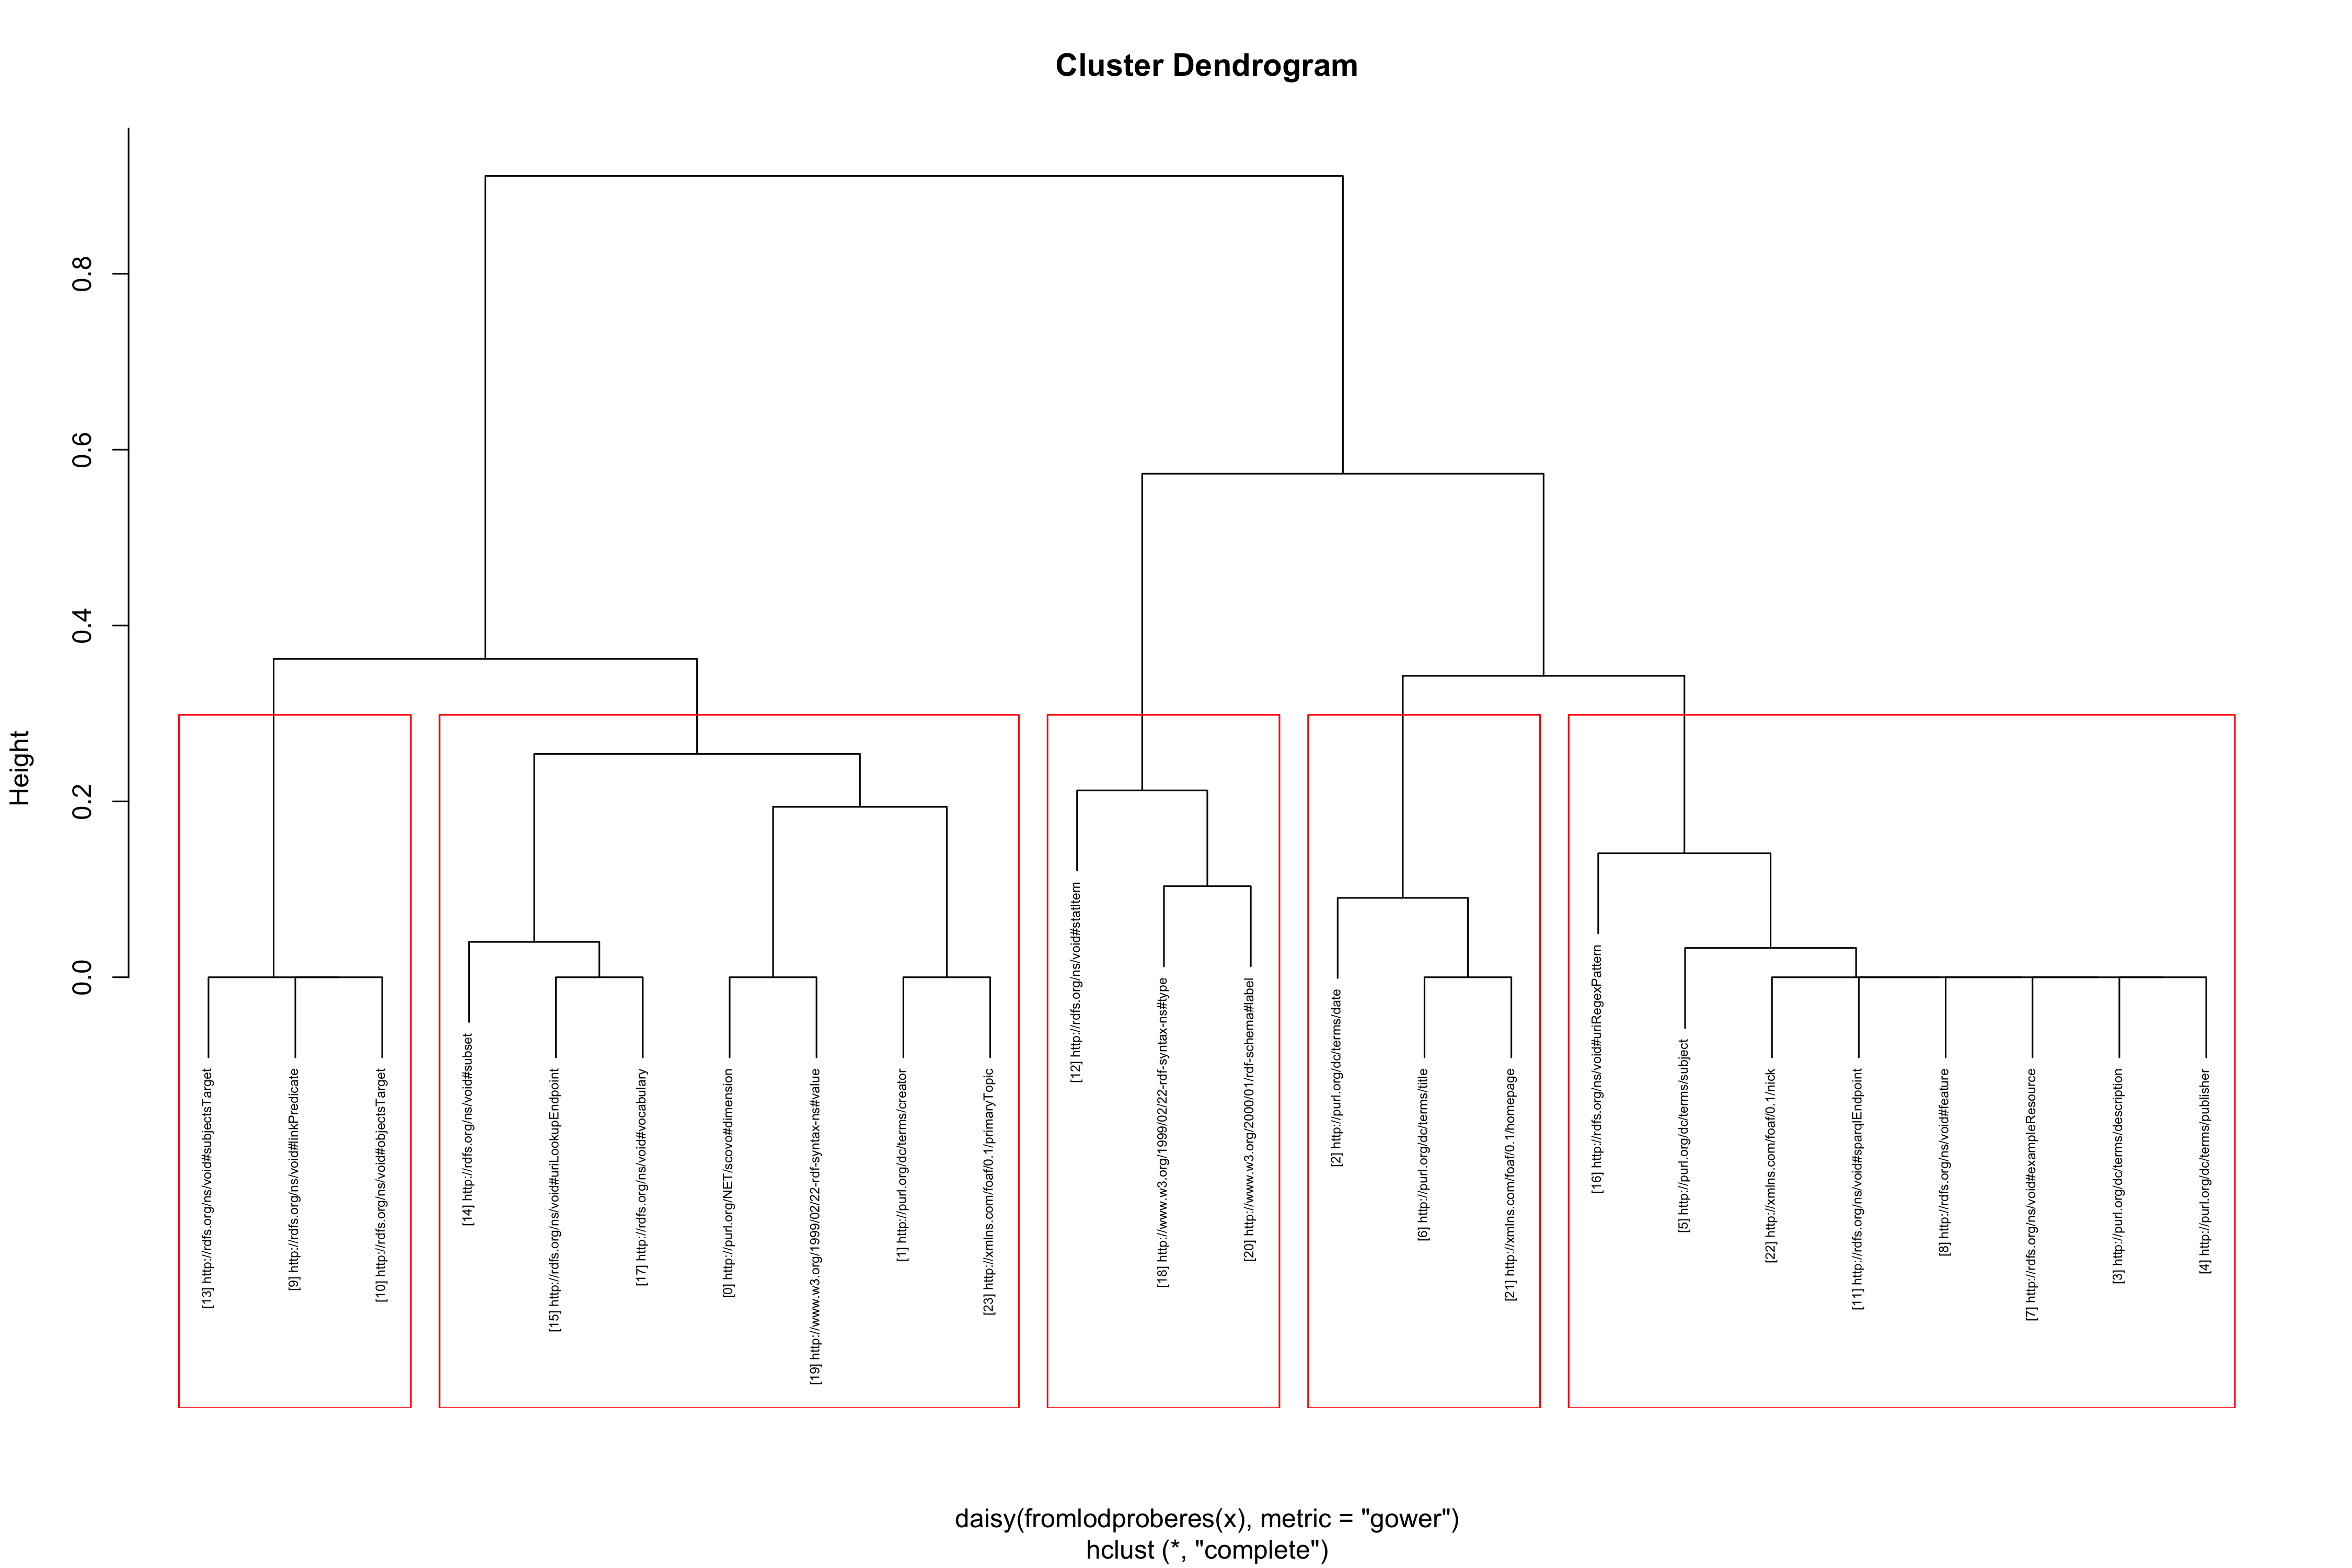 Cluster Dendrogram
Height
0.8
0.6
0.4
0.2
0.0
[13] http://rdfs.org/ns/void#subjectsTarget
[9] http://rdfs.org/ns/void#linkPredicate
[10] http://rdfs.org/ns/void#objectsTarget
[14] http://rdfs.org/ns/void#subset
[15] http://rdfs.org/ns/void#uriLookupEndpoint
[17] http://rdfs.org/ns/void#vocabulary
[0] http://purl.org/NET/scovo#dimension
[19] http://www.w3.org/1999/02/22-rdf-syntax-ns#value
[1] http://purl.org/dc/terms/creator
[23] http://xmlns.com/foaf/0.1/primaryTopic
[12] http://rdfs.org/ns/void#statItem
[18] http://www.w3.org/1999/02/22-rdf-syntax-ns#type
[20] http://www.w3.org/2000/01/rdf-schema#label
[2] http://purl.org/dc/terms/date
[6] http://purl.org/dc/terms/title
[21] http://xmlns.com/foaf/0.1/homepage
[16] http://rdfs.org/ns/void#uriRegexPattern
[5] http://purl.org/dc/terms/subject
[22] http://xmlns.com/foaf/0.1/nick
[11] http://rdfs.org/ns/void#sparqlEndpoint
[8] http://rdfs.org/ns/void#feature
[7] http://rdfs.org/ns/void#exampleResource
[3] http://purl.org/dc/terms/description
[4] http://purl.org/dc/terms/publisher
daisy(fromlodproberes(x), metric = "gower")
hclust (*, "complete")